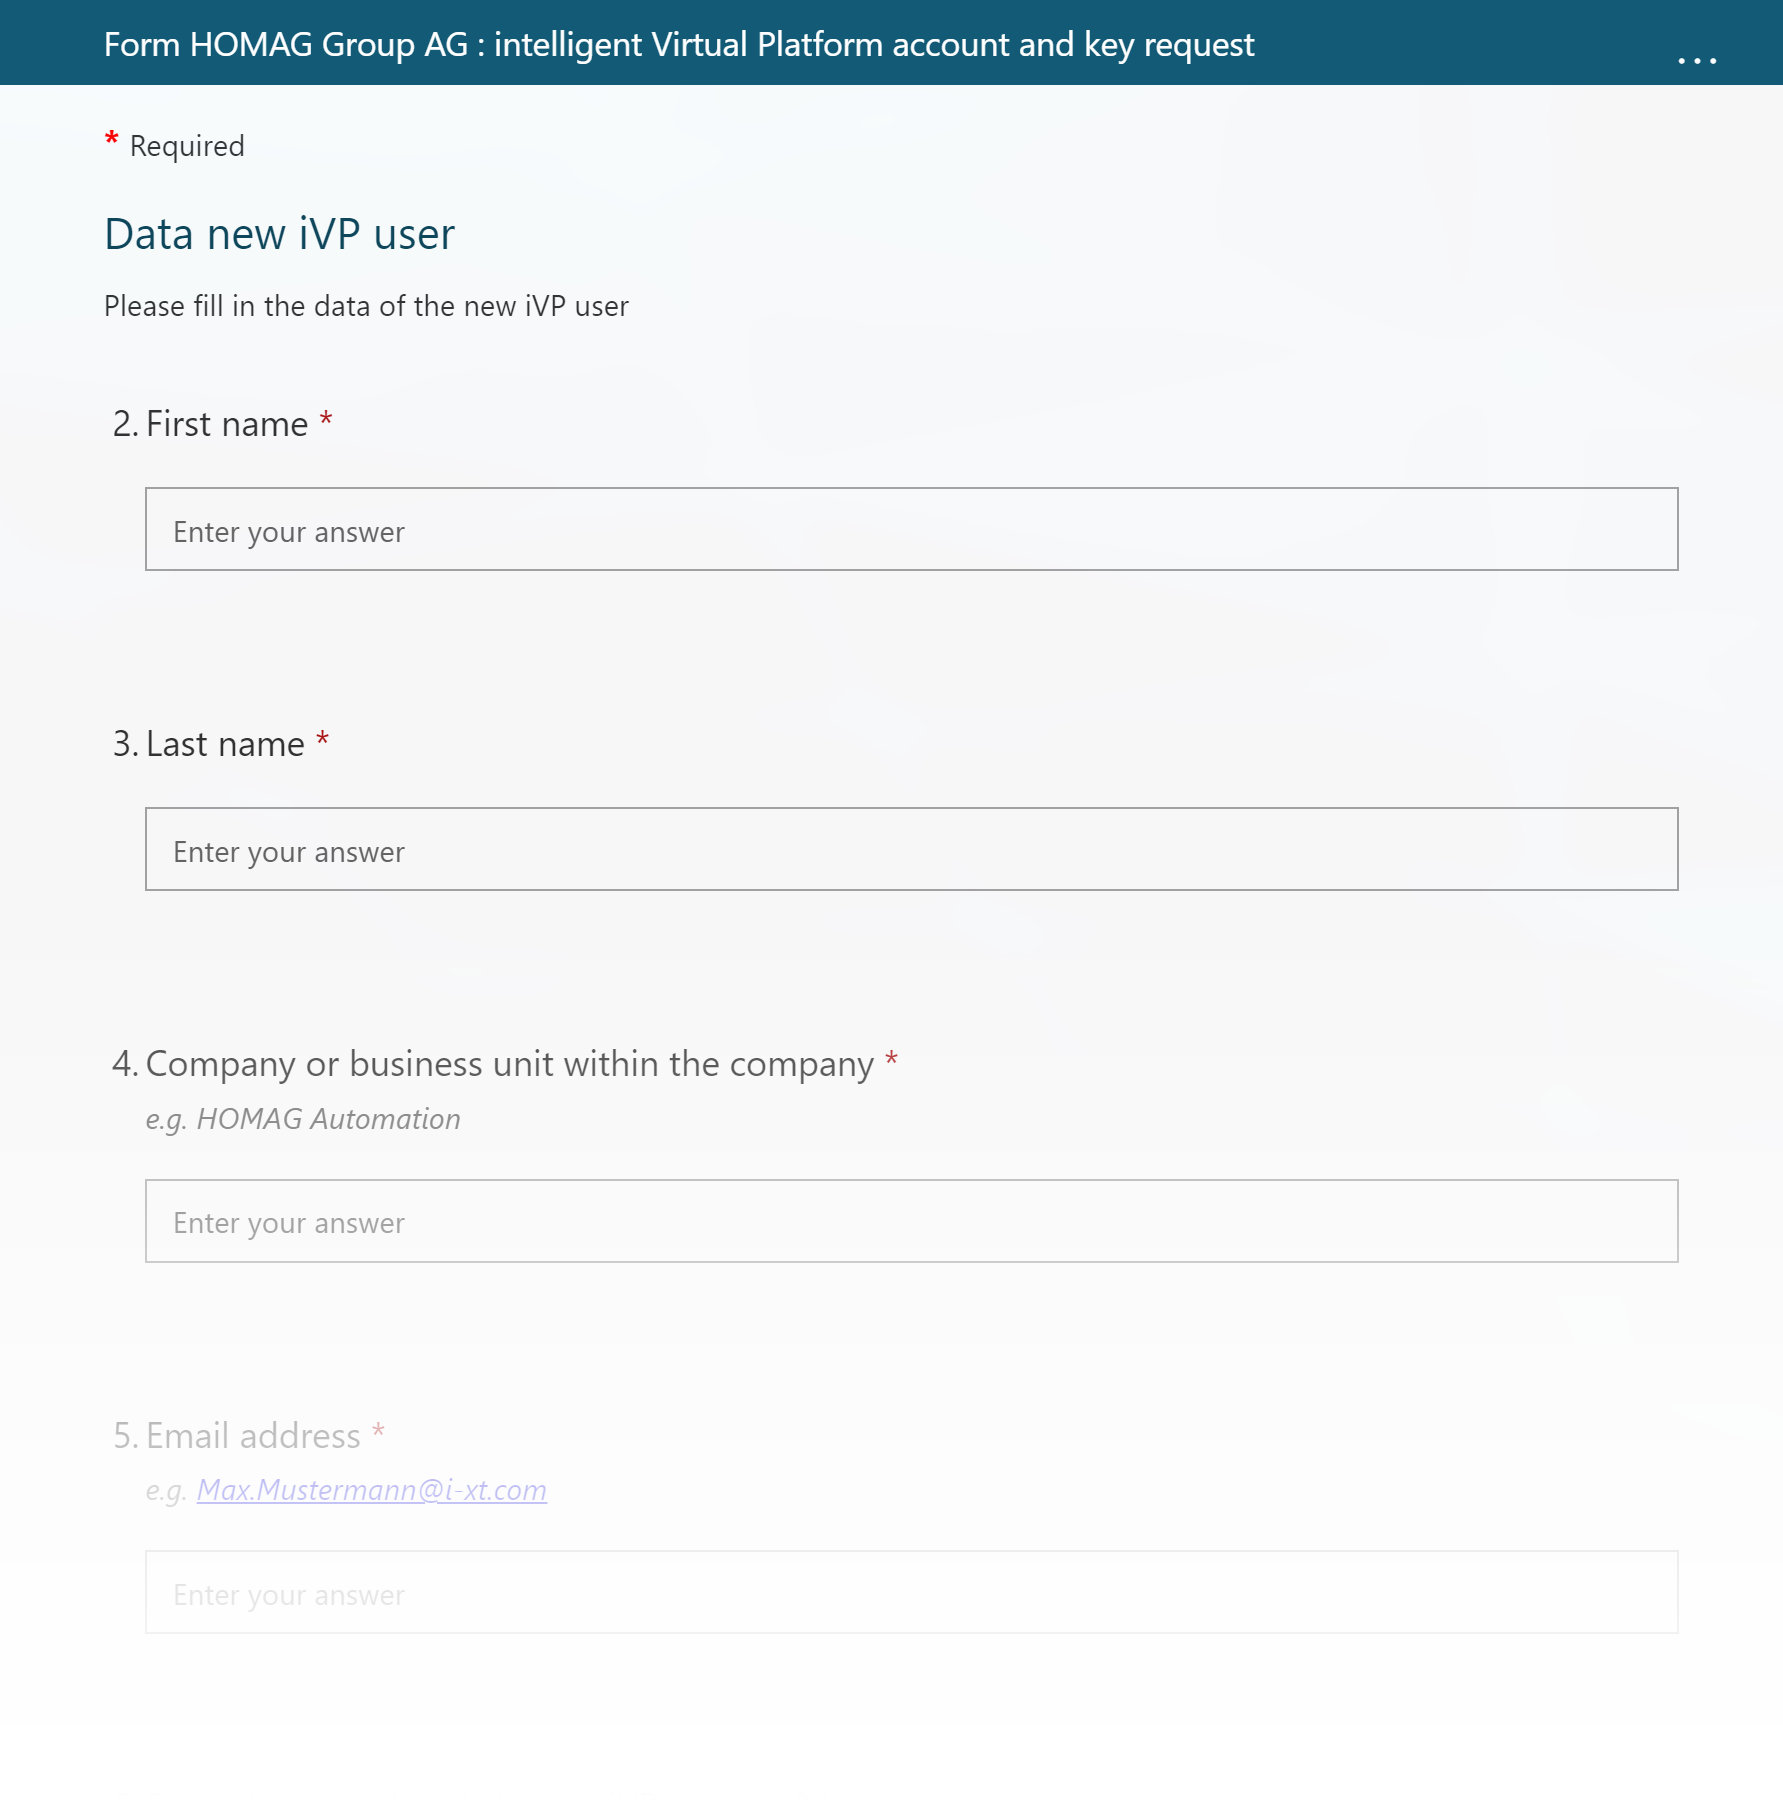 Form HOMAG Group AG : intelligent Virtual Platform account and key request
...
* Required
Data new iVP user
Please fill in the data of the new iVP user
2. First name *
Enter your answer
3. Last name *
Enter your answer
4. Company or business unit within the company *
e.g. HOMAG Automation
Enter your answer
5. Email address *
e.g. Max.Mustermann@i-xt.com
Enter your answer